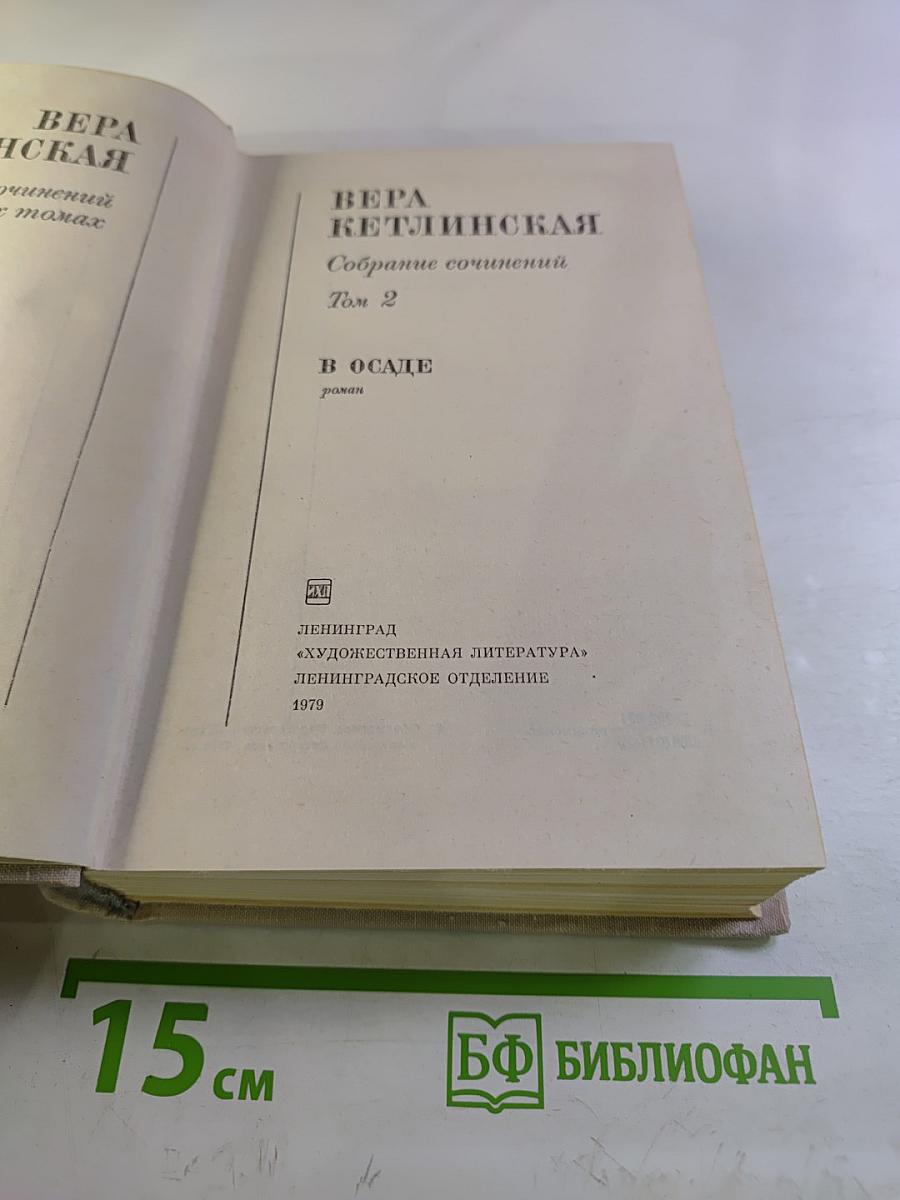 ВЕРА
НСКАЯ
очинений
х томах
ВЕРА
КЕТЛИНСКАЯ
Собрание сочинений
Том 2
В ОСАДЕ
роман
ЛЕНИНГРАД
«ХУДОЖЕСТВЕННАЯ ЛИТЕРАТУРА»
ЛЕНИНГРАДСКОЕ ОТДЕЛЕНИЕ
1979
15 см
БФ БИБЛИОФАН